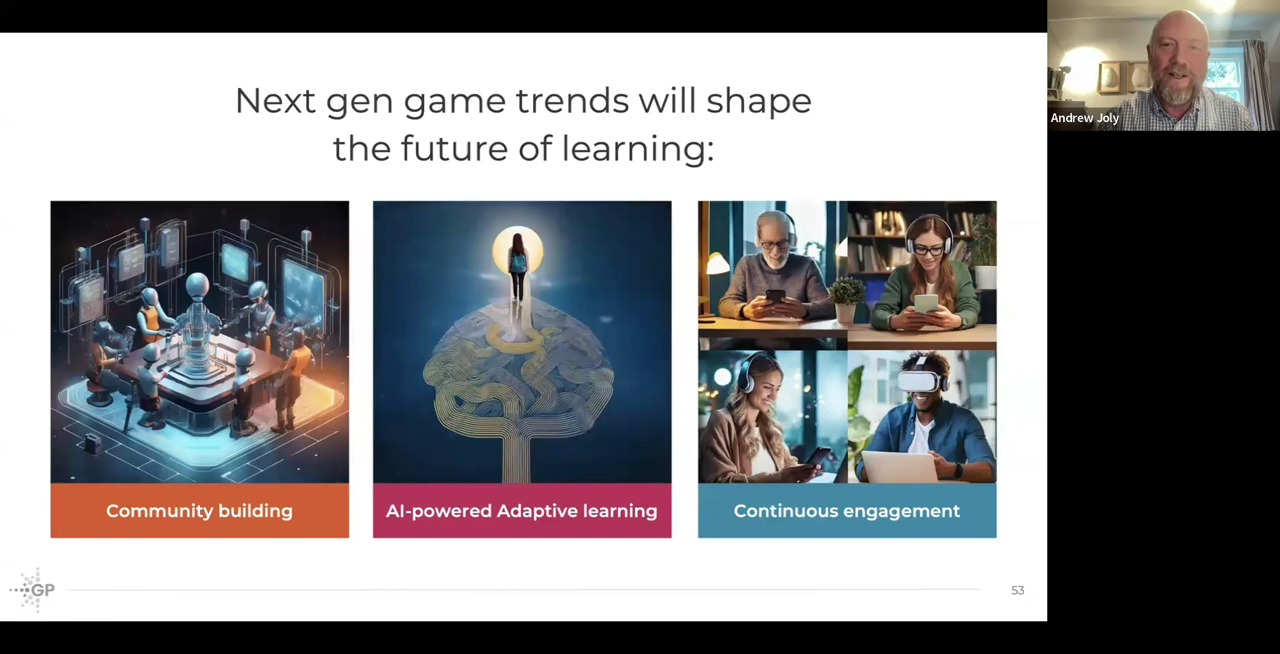 Next gen game trends will shape
the future of learning:
Andrew Joly
Community building
AI-powered Adaptive learning
Continuous engagement
GP
53